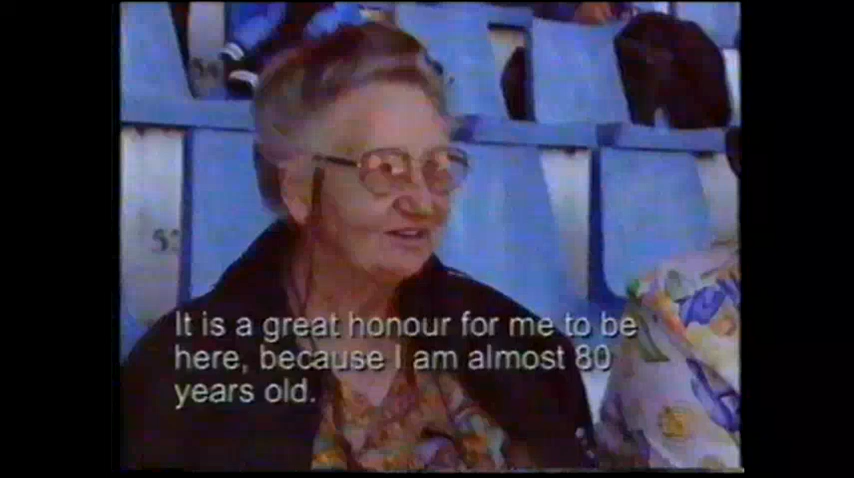 It is a great honour for me to be
here, because I am almost 80
years old.